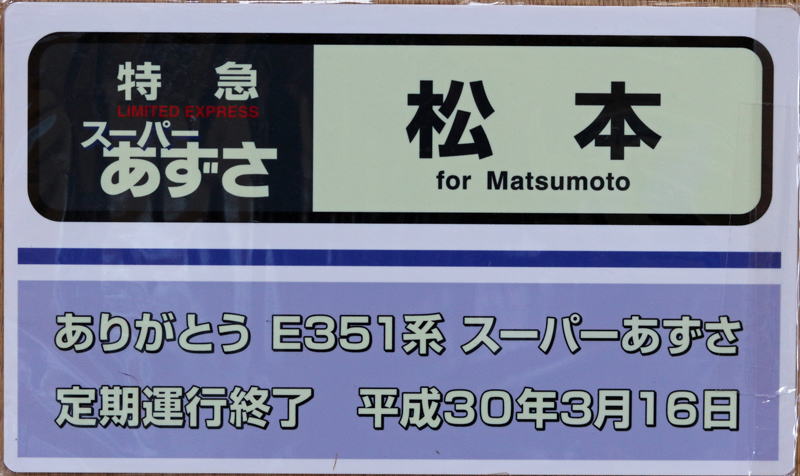 特急
LIMITED EXPRESS
スーパー
あずさ
松本
for Matsumoto
ありがとう E351系 スーパーあずさ
定期運行終了 平成30年3月16日